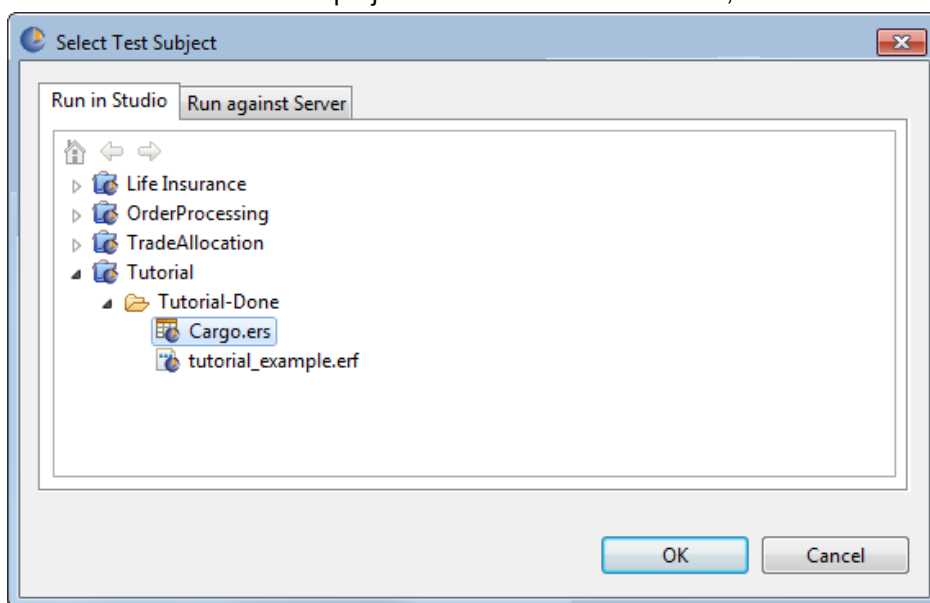 Select Test Subject
Run in Studio Run against Server
Life Insurance
OrderProcessing
TradeAllocation
Tutorial
Tutorial-Done
Cargo.ers
tutorial_example.erf
OK Cancel